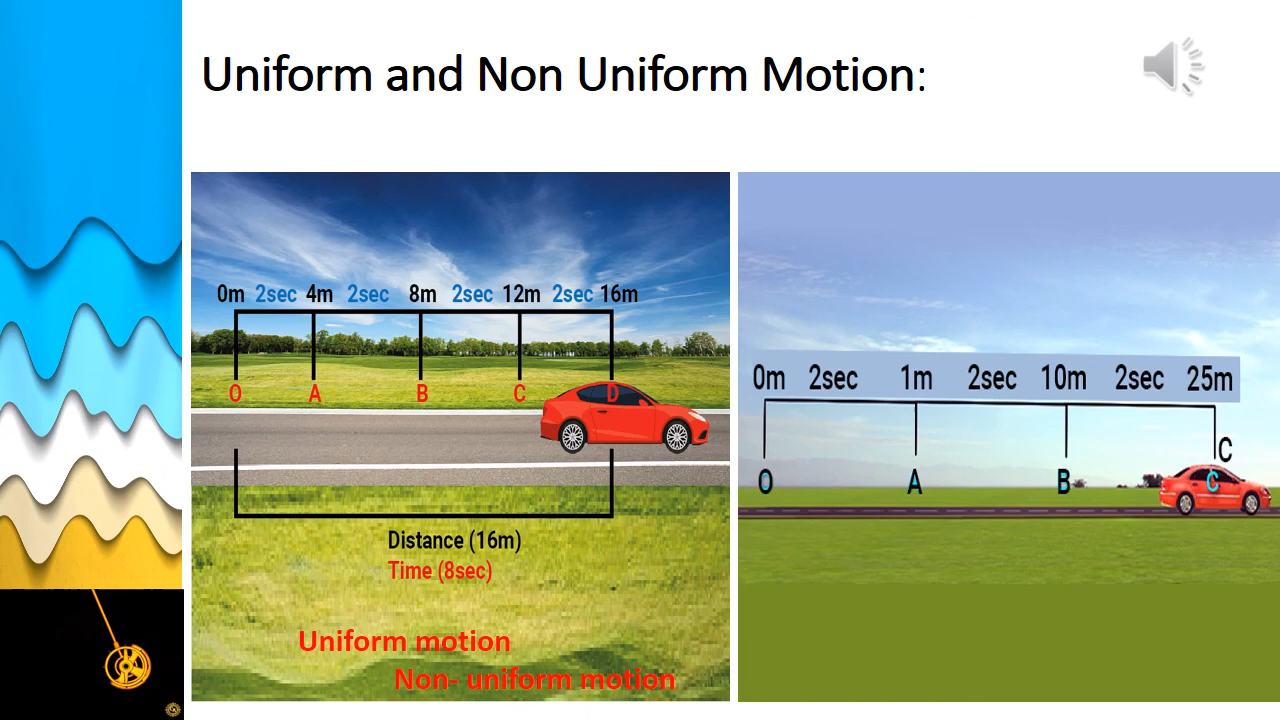 Uniform and Non Uniform Motion:
0m 2sec 4m 2sec 8m 2sec 12m 2sec 16m
O A B C D
Distance (16m)
Time (8sec)
Uniform motion
Non- uniform motion
0m 2sec 1m 2sec 10m 2sec 25m
C
O A B C